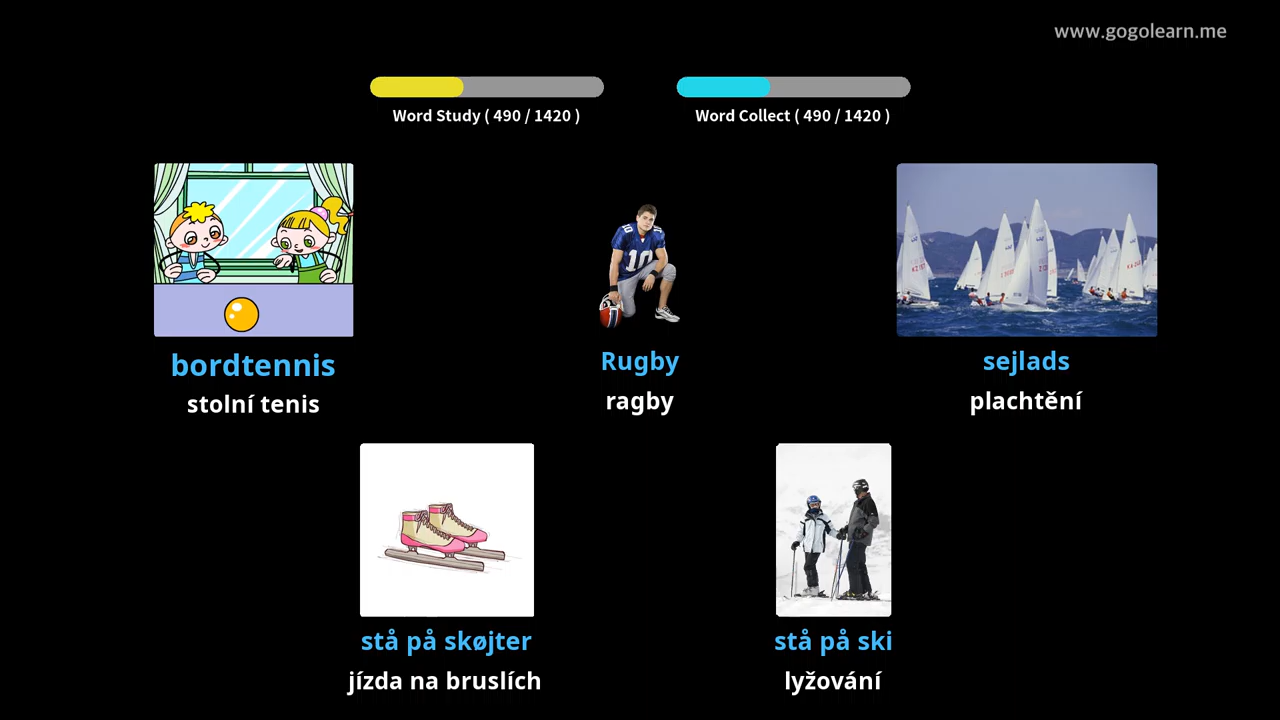 www.gogolearn.me
Word Study ( 490 / 1420 )
Word Collect ( 490 / 1420 )
bordtennis
stolní tenis
Rugby
ragby
sejlads
plachtění
stå på skøjter
jízda na bruslích
stå på ski
lyžování